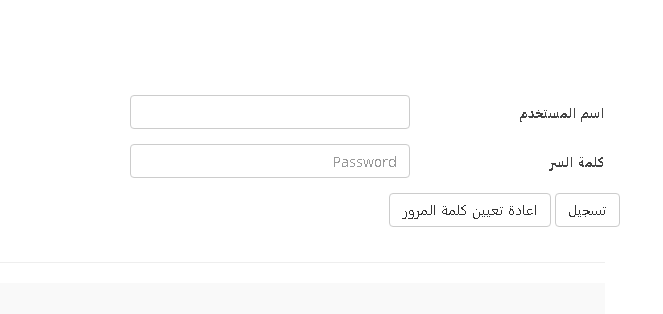 اسم المستخدم
كلمة السر Password
تسجيل اعادة تعيين كلمة المرور